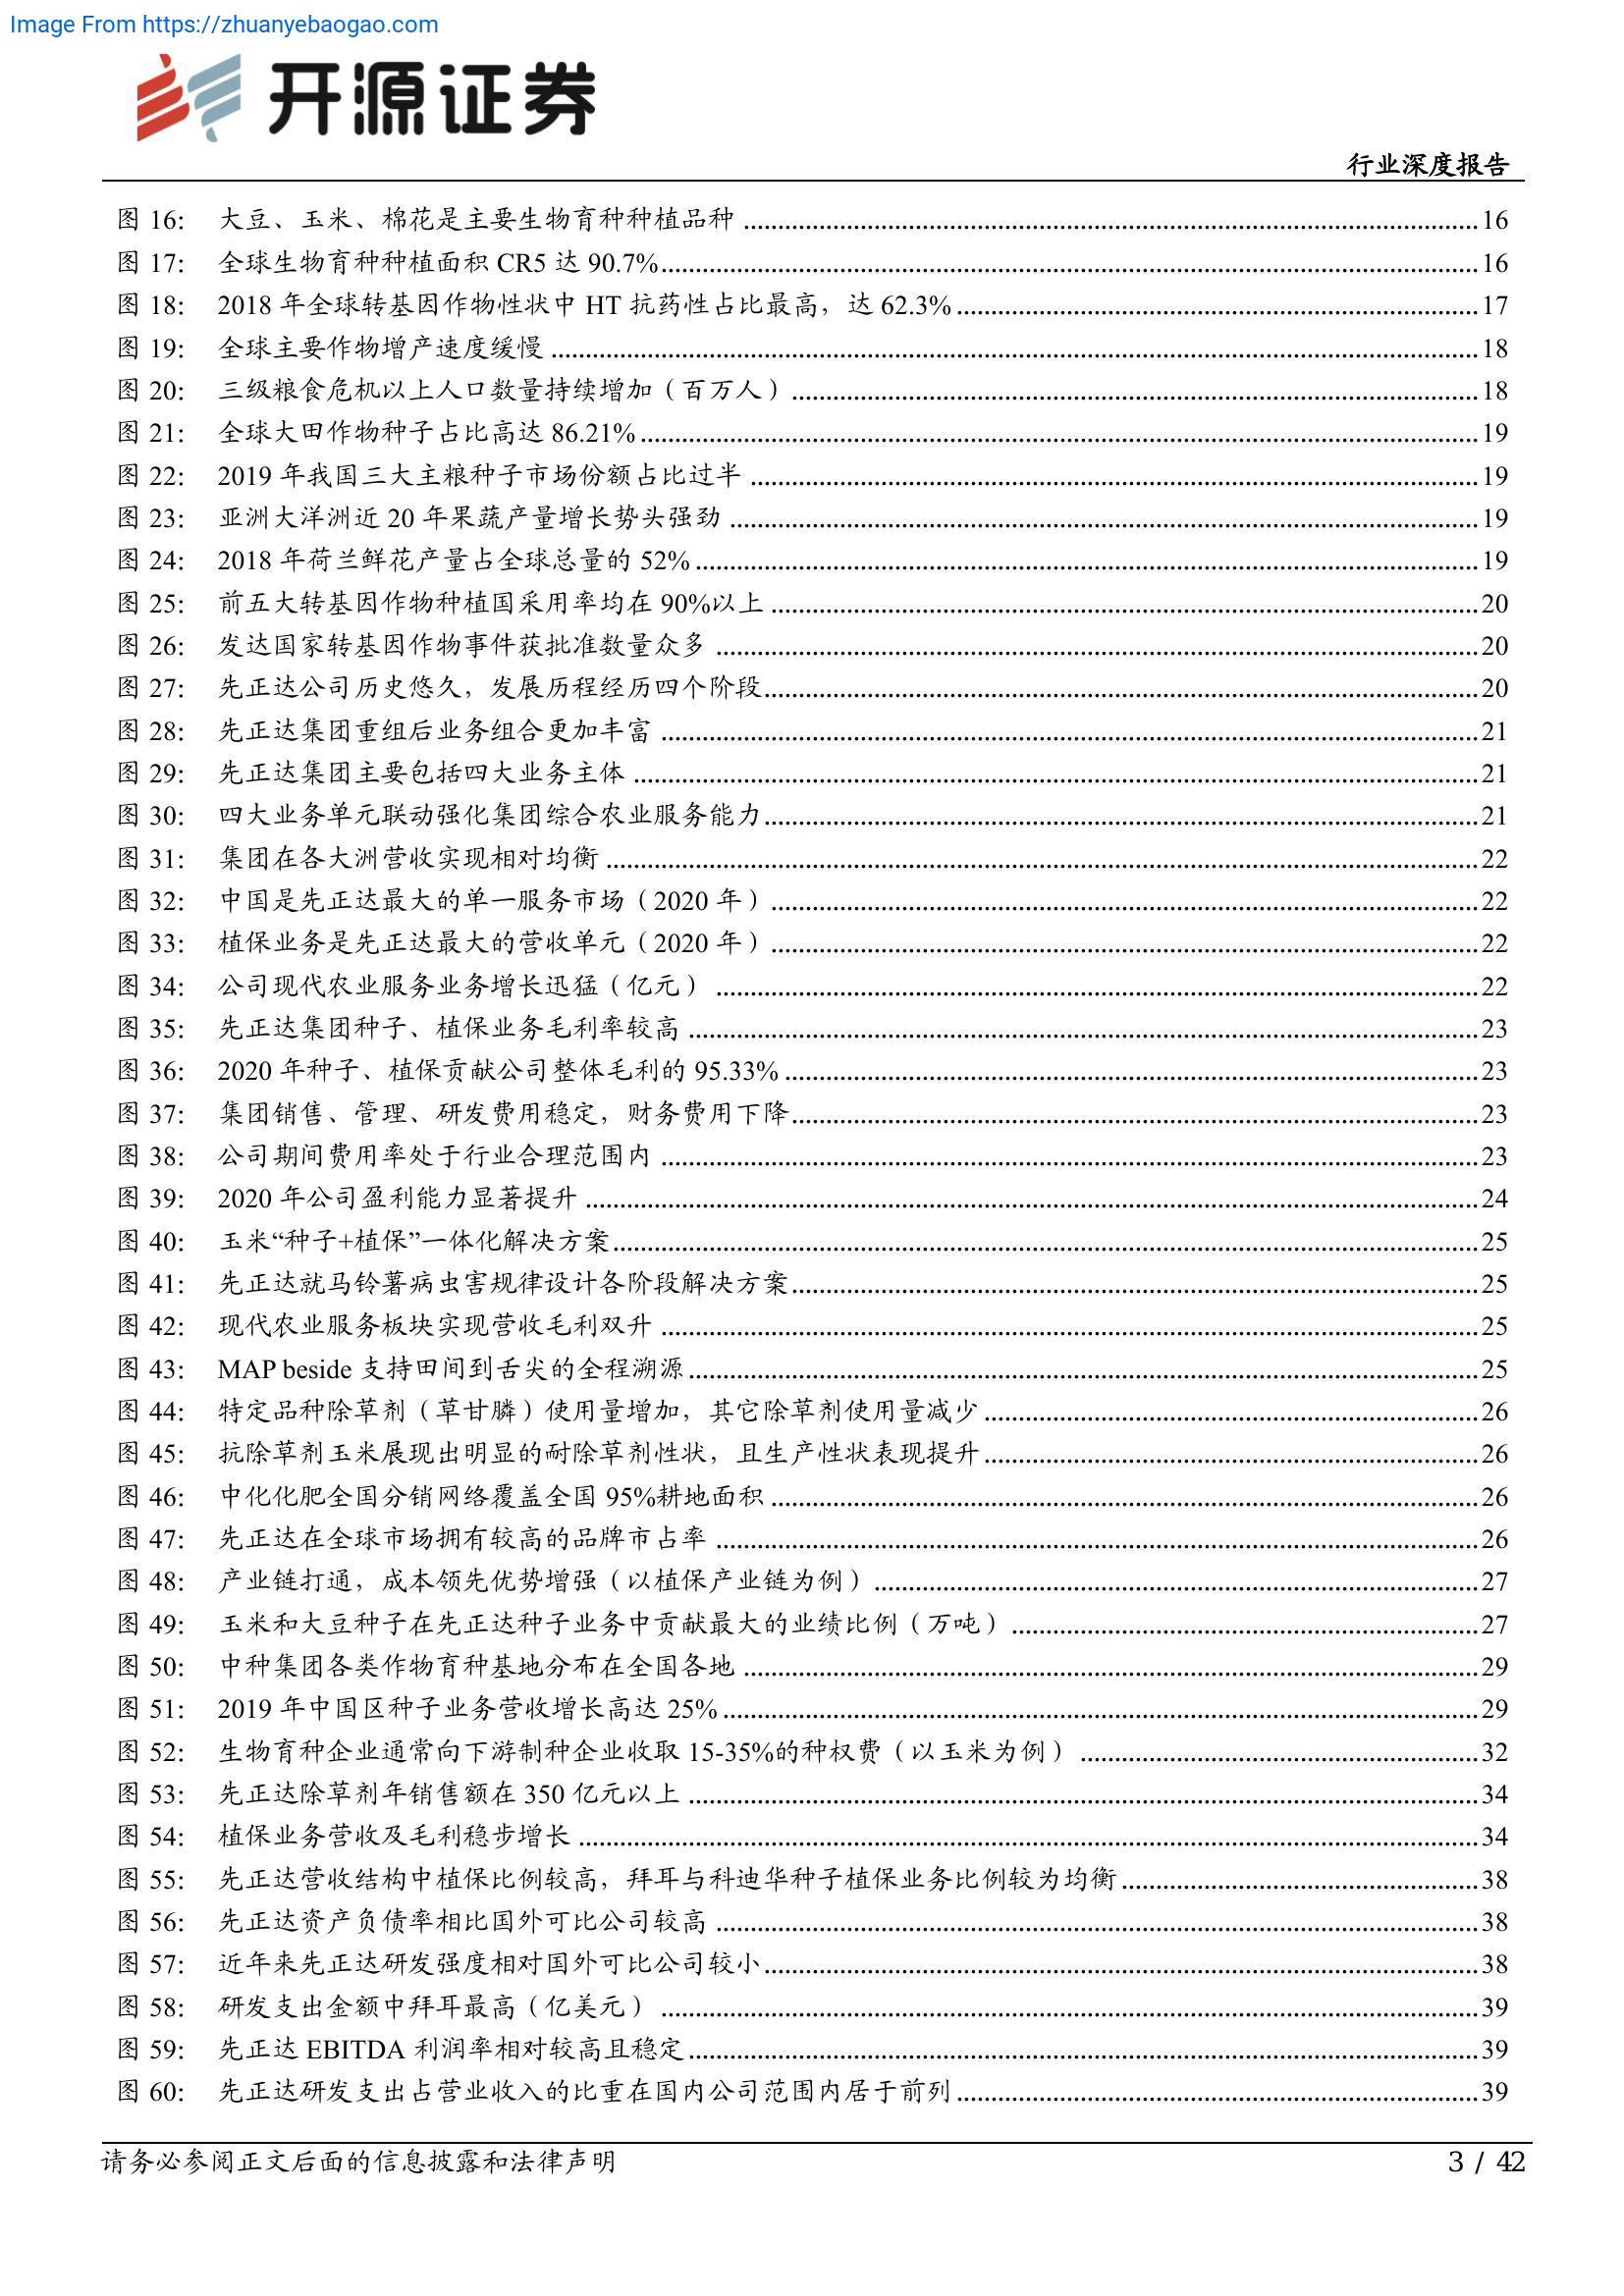 Image From https://zhuanyebaogao.com
开源证券
行业深度报告
图 16: 大豆、玉米、棉花是主要生物育种种植品种 ........ 16
图 17: 全球生物育种种植面积 CR5 达 90.7% ........ 16
图 18: 2018 年全球转基因作物性状中 HT 抗药性占比最高，达 62.3% ........ 17
图 19: 全球主要作物增产速度缓慢 ........ 18
图 20: 三级粮食危机以上人口数量持续增加（百万人） ........ 18
图 21: 全球大田作物种子占比高达 86.21% ........ 19
图 22: 2019 年我国三大主粮种子市场份额占比过半 ........ 19
图 23: 亚洲大洋洲近 20 年果蔬产量增长势头强劲 ........ 19
图 24: 2018 年荷兰鲜花产量占全球总量的 52% ........ 19
图 25: 前五大转基因作物种植国采用率均在 90%以上 ........ 20
图 26: 发达国家转基因作物事件获批准数量众多 ........ 20
图 27: 先正达公司历史悠久，发展历程经历四个阶段 ........ 20
图 28: 先正达集团重组后业务组合更加丰富 ........ 21
图 29: 先正达集团主要包括四大业务主体 ........ 21
图 30: 四大业务单元联动强化集团综合农业服务能力 ........ 21
图 31: 集团在各大洲营收实现相对均衡 ........ 22
图 32: 中国是先正达最大的单一服务市场（2020 年） ........ 22
图 33: 植保业务是先正达最大的营收单元（2020 年） ........ 22
图 34: 公司现代农业服务业务增长迅猛（亿元） ........ 22
图 35: 先正达集团种子、植保业务毛利率较高 ........ 23
图 36: 2020 年种子、植保贡献公司整体毛利的 95.33% ........ 23
图 37: 集团销售、管理、研发费用稳定，财务费用下降 ........ 23
图 38: 公司期间费用率处于行业合理范围内 ........ 23
图 39: 2020 年公司盈利能力显著提升 ........ 24
图 40: 玉米“种子+植保”一体化解决方案 ........ 25
图 41: 先正达就马铃薯病虫害规律设计各阶段解决方案 ........ 25
图 42: 现代农业服务板块实现营收毛利双升 ........ 25
图 43: MAP beside 支持田间到舌尖的全程溯源 ........ 25
图 44: 特定品种除草剂（草甘膦）使用量增加，其它除草剂使用量减少 ........ 26
图 45: 抗除草剂玉米展现出明显的耐除草剂性状，且生产性状表现提升 ........ 26
图 46: 中化化肥全国分销网络覆盖全国 95%耕地面积 ........ 26
图 47: 先正达在全球市场拥有较高的品牌市占率 ........ 26
图 48: 产业链打通，成本领先优势增强（以植保产业链为例） ........ 27
图 49: 玉米和大豆种子在先正达种子业务中贡献最大的业绩比例（万吨） ........ 27
图 50: 中种集团各类作物育种基地分布在全国各地 ........ 29
图 51: 2019 年中国区种子业务营收增长高达 25% ........ 29
图 52: 生物育种企业通常向下游制种企业收取 15-35%的种权费（以玉米为例） ........ 32
图 53: 先正达除草剂年销售额在 350 亿元以上 ........ 34
图 54: 植保业务营收及毛利稳步增长 ........ 34
图 55: 先正达营收结构中植保比例较高，拜耳与科迪华种子植保业务比例较为均衡 ........ 38
图 56: 先正达资产负债率相比国外可比公司较高 ........ 38
图 57: 近年来先正达研发强度相对国外可比公司较小 ........ 38
图 58: 研发支出金额中拜耳最高（亿美元） ........ 39
图 59: 先正达 EBITDA 利润率相对较高且稳定 ........ 39
图 60: 先正达研发支出占营业收入的比重在国内公司范围内居于前列 ........ 39
请务必参阅正文后面的信息披露和法律声明 3 / 42